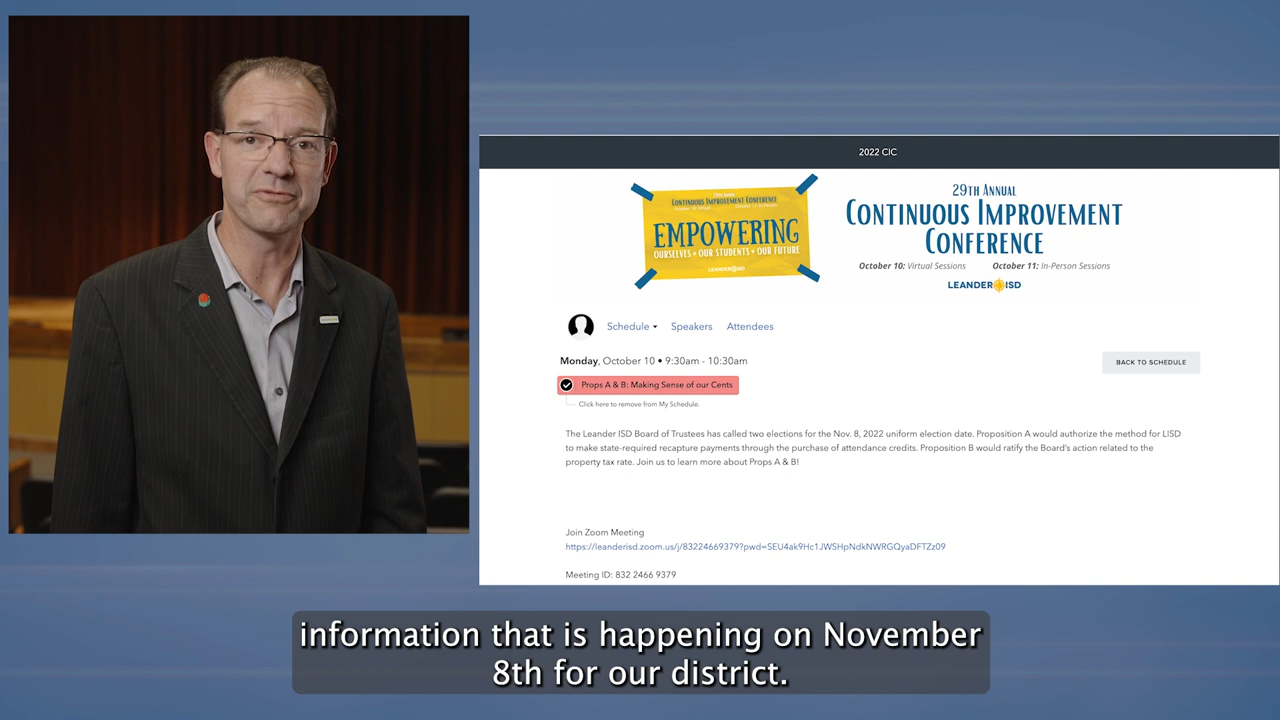 2022 CIC
CONTINUOUS IMPROVEMENT CONFERENCE
EMPOWERING
OURSELVES • OUR STUDENTS • OUR FUTURE
LEANDER ISD
29TH ANNUAL
CONTINUOUS IMPROVEMENT
CONFERENCE
October 10: Virtual Sessions October 11: In-Person Sessions
LEANDER ISD
Schedule Speakers Attendees
Monday, October 10 • 9:30am - 10:30am
BACK TO SCHEDULE
Props A & B: Making Sense of our Cents
Click here to remove from My Schedule.
The Leander ISD Board of Trustees has called two elections for the Nov. 8, 2022 uniform election date. Proposition A would authorize the method for LISD
to make state-required recapture payments through the purchase of attendance credits. Proposition B would ratify the Board's action related to the
property tax rate. Join us to learn more about Props A & B!
Join Zoom Meeting
https://leanderisd.zoom.us/j/83224669379?pwd=SEU4ak9Hc1JWSHpNdkNWRGQyaDFTZz09
Meeting ID: 832 2466 9379
information that is happening on November
8th for our district.